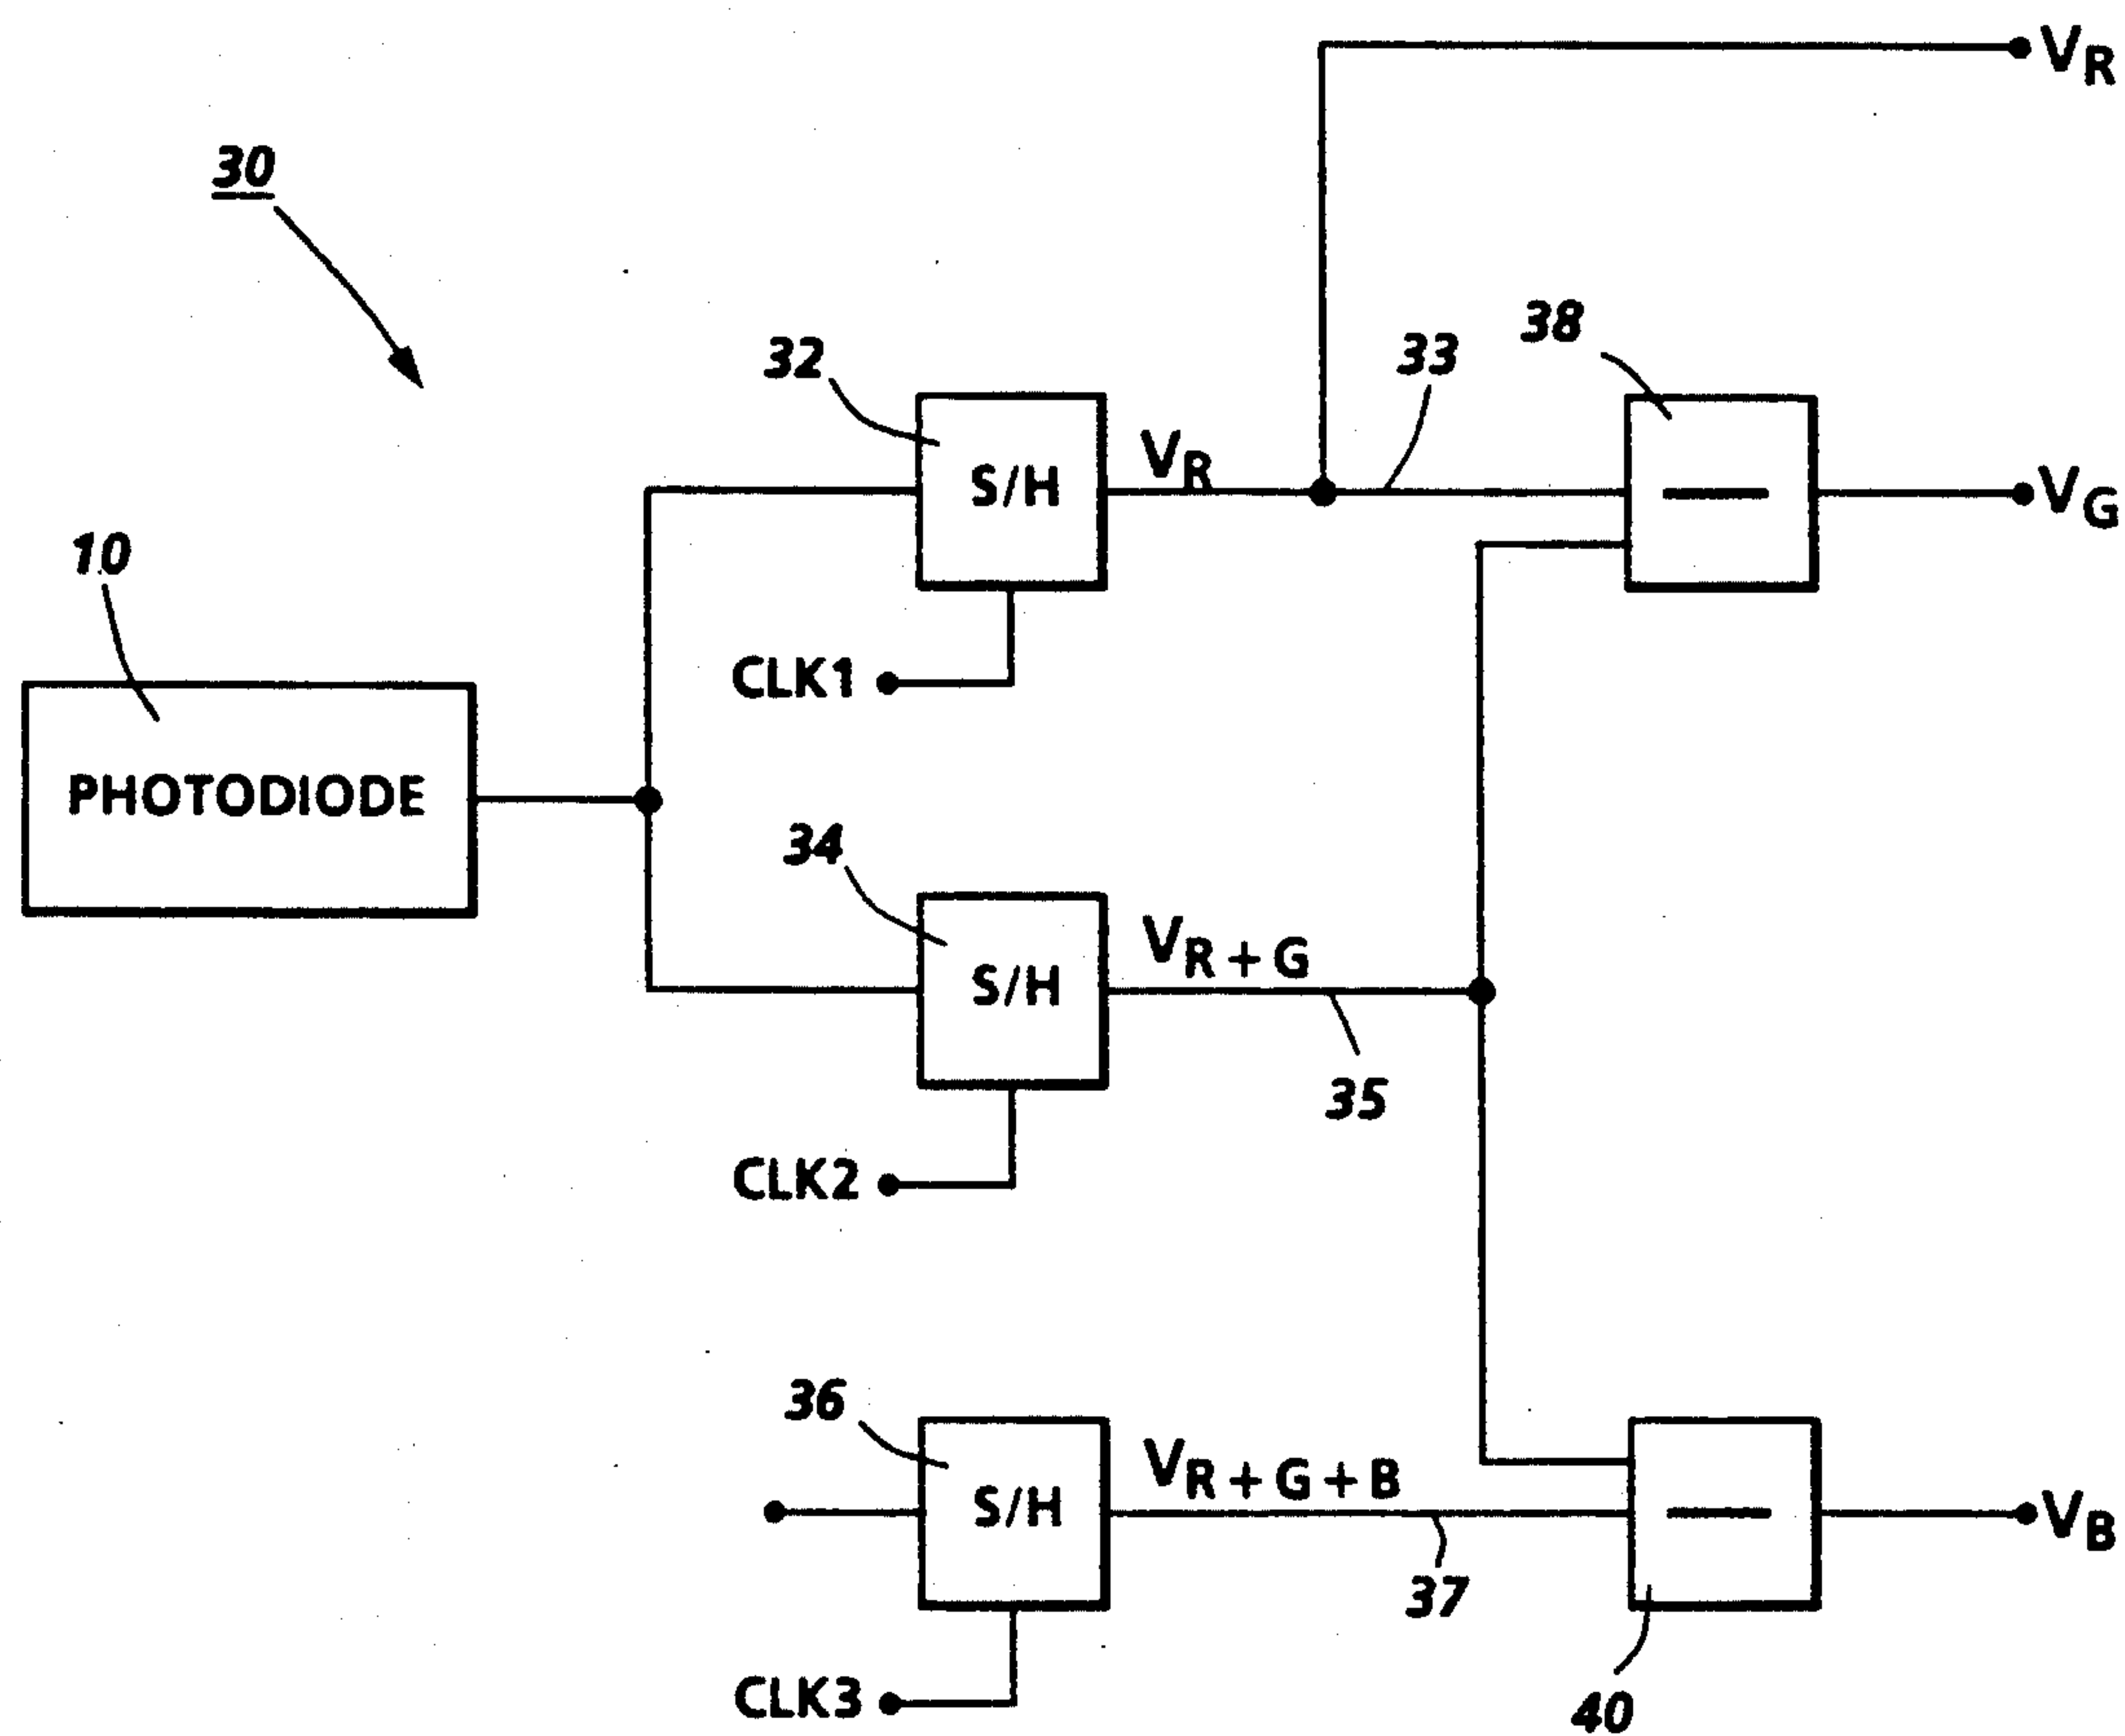 VR
30
38
33
32
VR
S/H
VG
10
CLK1
PHOTODIODE
34
VR + G
S/H
35
CLK2
36
VR + G + B
S/H
VB
37
CLK3
40